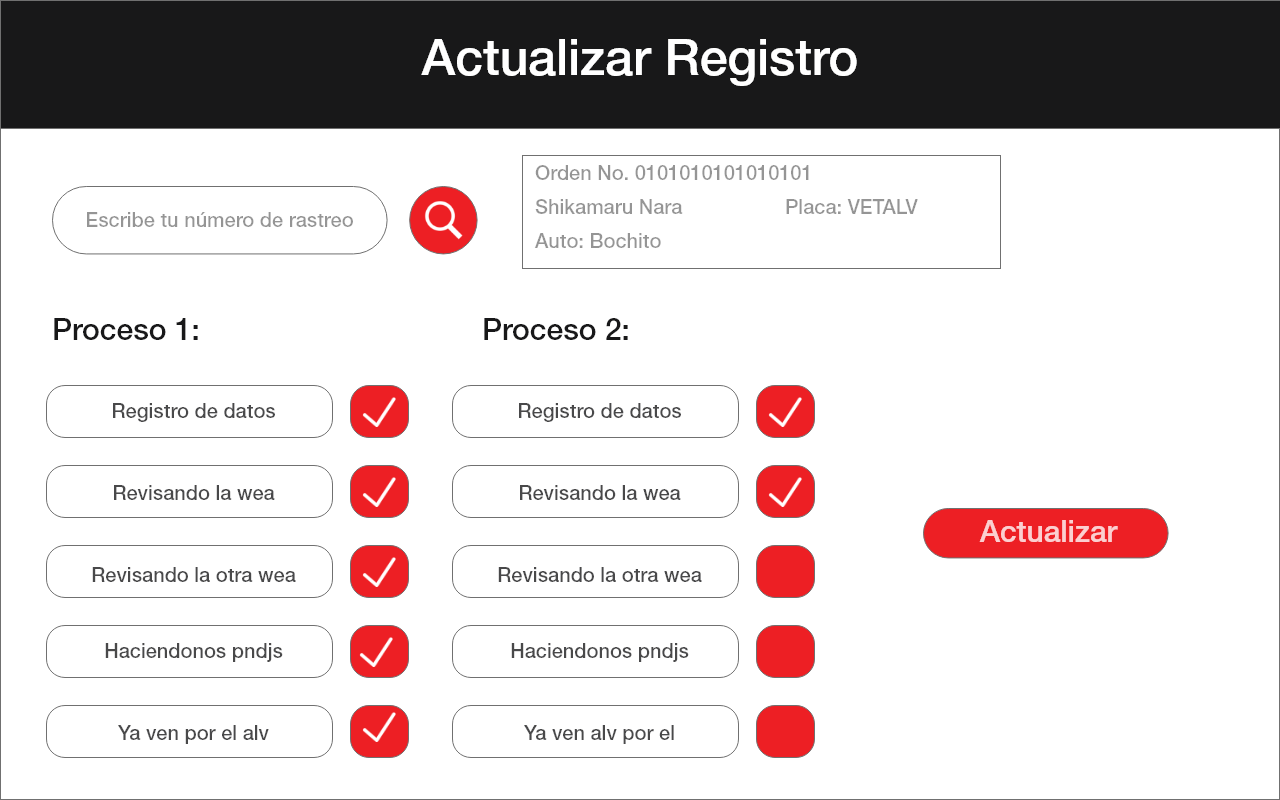 Actualizar Registro
Escribe tu número de rastreo
Orden No. 0101010101010101
Shikamaru Nara Placa: VETALV
Auto: Bochito
Proceso 1:
Registro de datos
Revisando la wea
Revisando la otra wea
Haciendonos pndjs
Ya ven por el alv
Proceso 2:
Registro de datos
Revisando la wea
Revisando la otra wea
Haciendonos pndjs
Ya ven alv por el
Actualizar